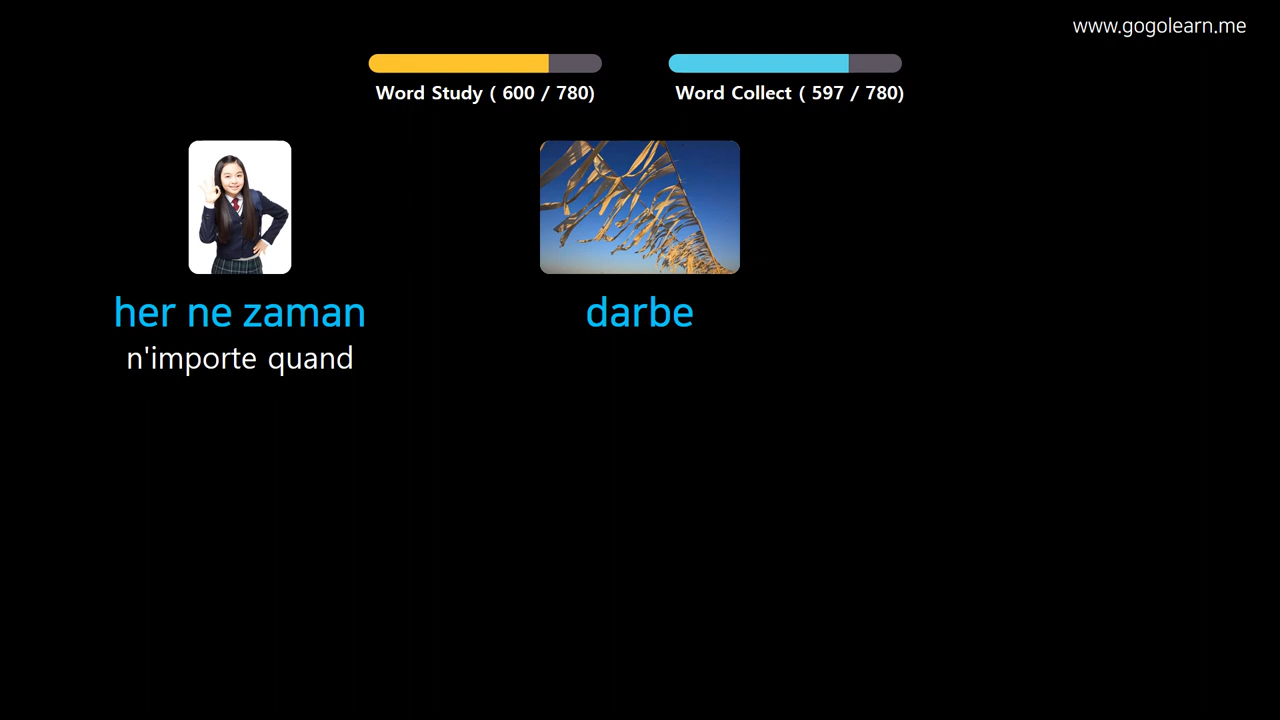 www.gogolearn.me
Word Study ( 600 / 780)
Word Collect ( 597 / 780)
her ne zaman
darbe
n'importe quand